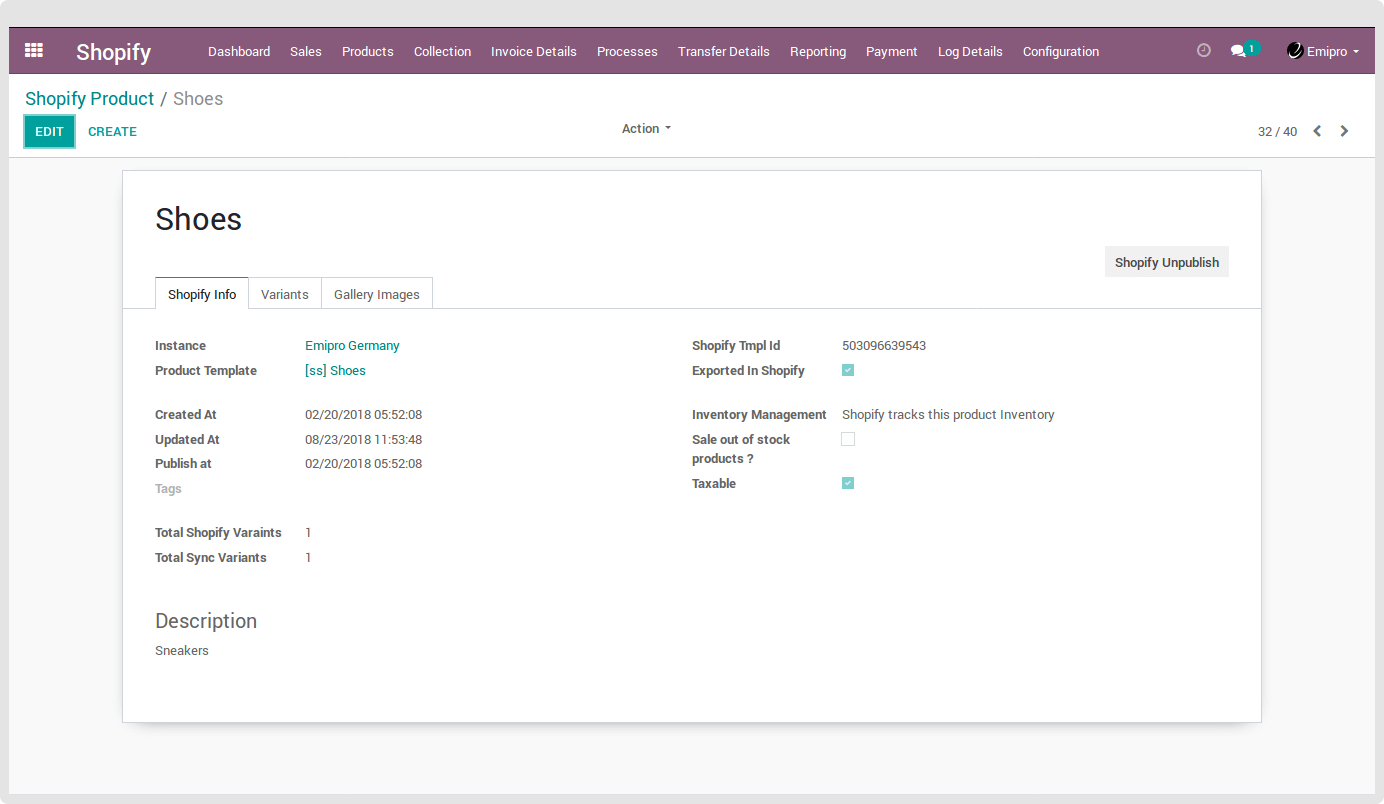 Shopify Dashboard Sales Products Collection Invoice Details Processes Transfer Details Reporting Payment Log Details Configuration 1 Emipro
Shopify Product / Shoes
EDIT CREATE Action 32 / 40
Shoes
Shopify Unpublish
Shopify Info Variants Gallery Images
Instance Emipro Germany Shopify Tmpl Id 503096639543
Product Template [ss] Shoes Exported In Shopify
Created At 02/20/2018 05:52:08 Inventory Management Shopify tracks this product Inventory
Updated At 08/23/2018 11:53:48 Sale out of stock
products ?
Publish at 02/20/2018 05:52:08
Tags Taxable
Total Shopify Varaints 1
Total Sync Variants 1
Description
Sneakers